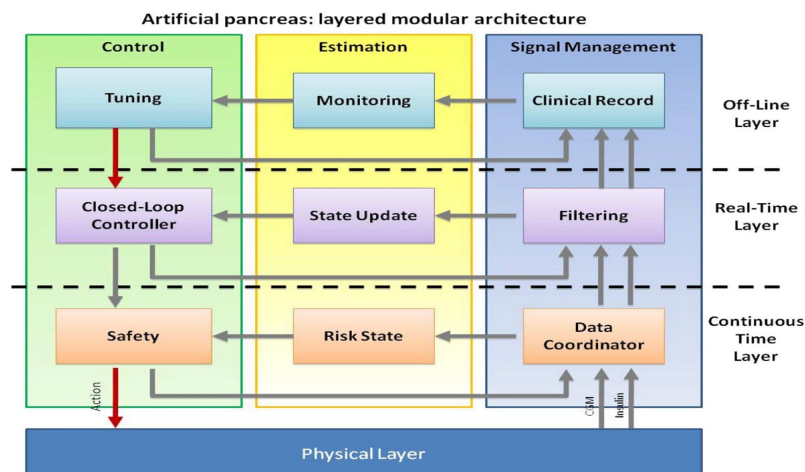 Artificial pancreas: layered modular architecture
Control
Estimation
Signal Management
Tuning
Monitoring
Clinical Record
Off-Line
Layer
Closed-Loop
Controller
State Update
Filtering
Real-Time
Layer
Safety
Risk State
Data
Coordinator
Continuous
Time
Layer
Action
CGM
Insulin
Physical Layer